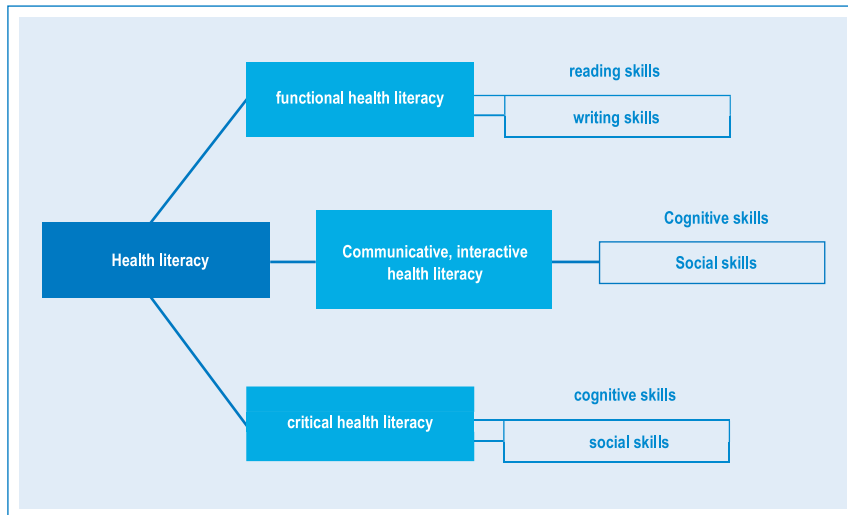 reading skills
functional health literacy
writing skills
Cognitive skills
Health literacy
Communicative, interactive
health literacy
Social skills
cognitive skills
critical health literacy
social skills